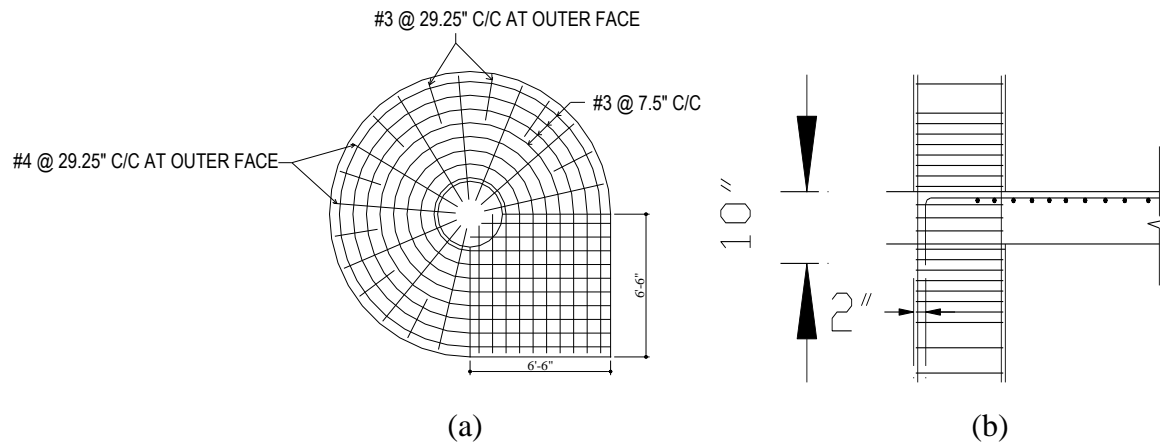 #3 @ 29.25" C/C AT OUTER FACE
#3 @ 7.5" C/C
#4 @ 29.25" C/C AT OUTER FACE
6'-6"
6'-6"
10"
2"
(a)
(b)